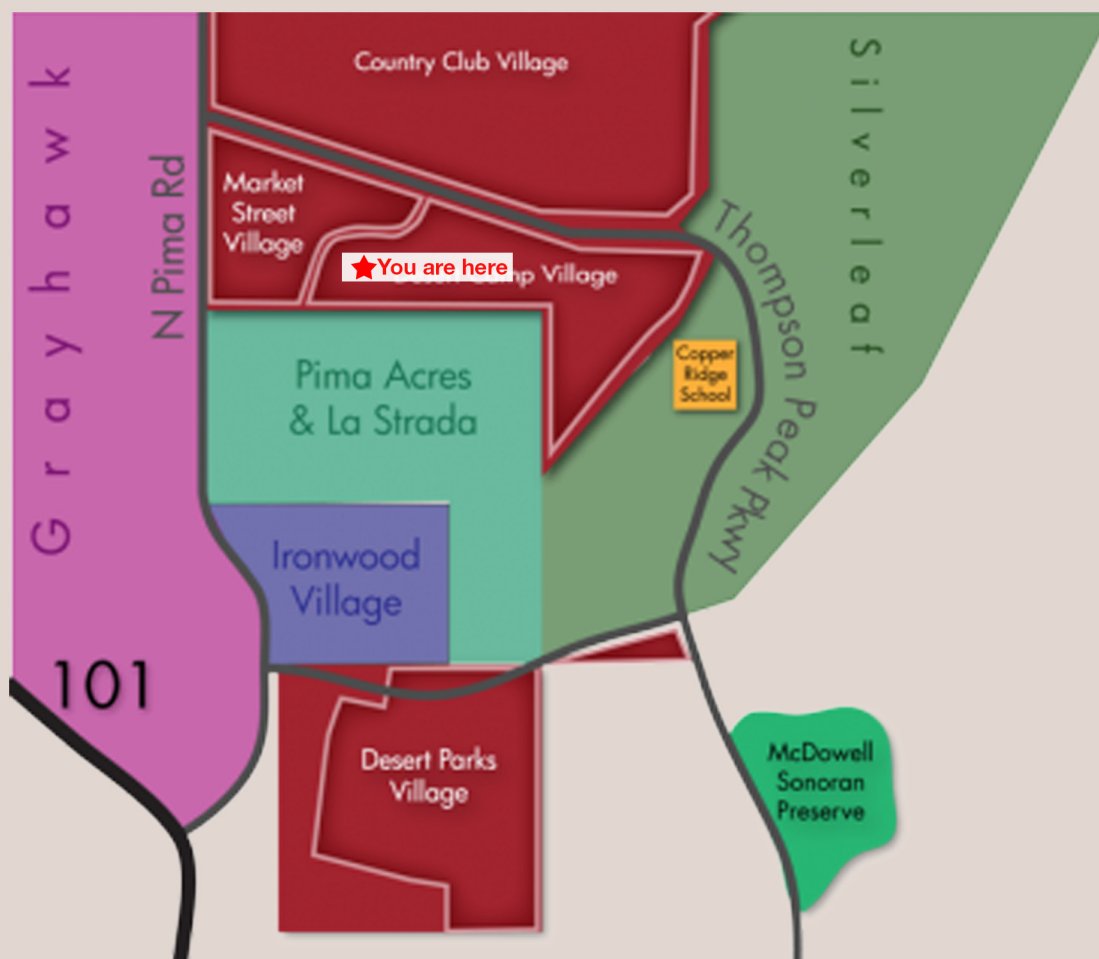 Country Club Village
Silverleaf
Grayhawk
N Pima Rd
Market
Street
Village
You are here
Village
Thompson Peak Pkwy
Copper
Ridge
School
Pima Acres
& La Strada
Ironwood
Village
101
Desert Parks
Village
McDowell
Sonoran
Preserve